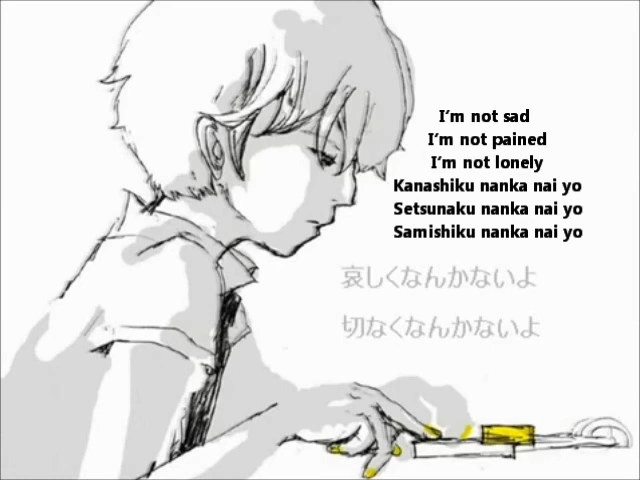 I'm not sad
I'm not pained
I'm not lonely
Kanashiku nanka nai yo
Setsunaku nanka nai yo
Samishiku nanka nai yo
哀しくなんかないよ
切なくなんかないよ